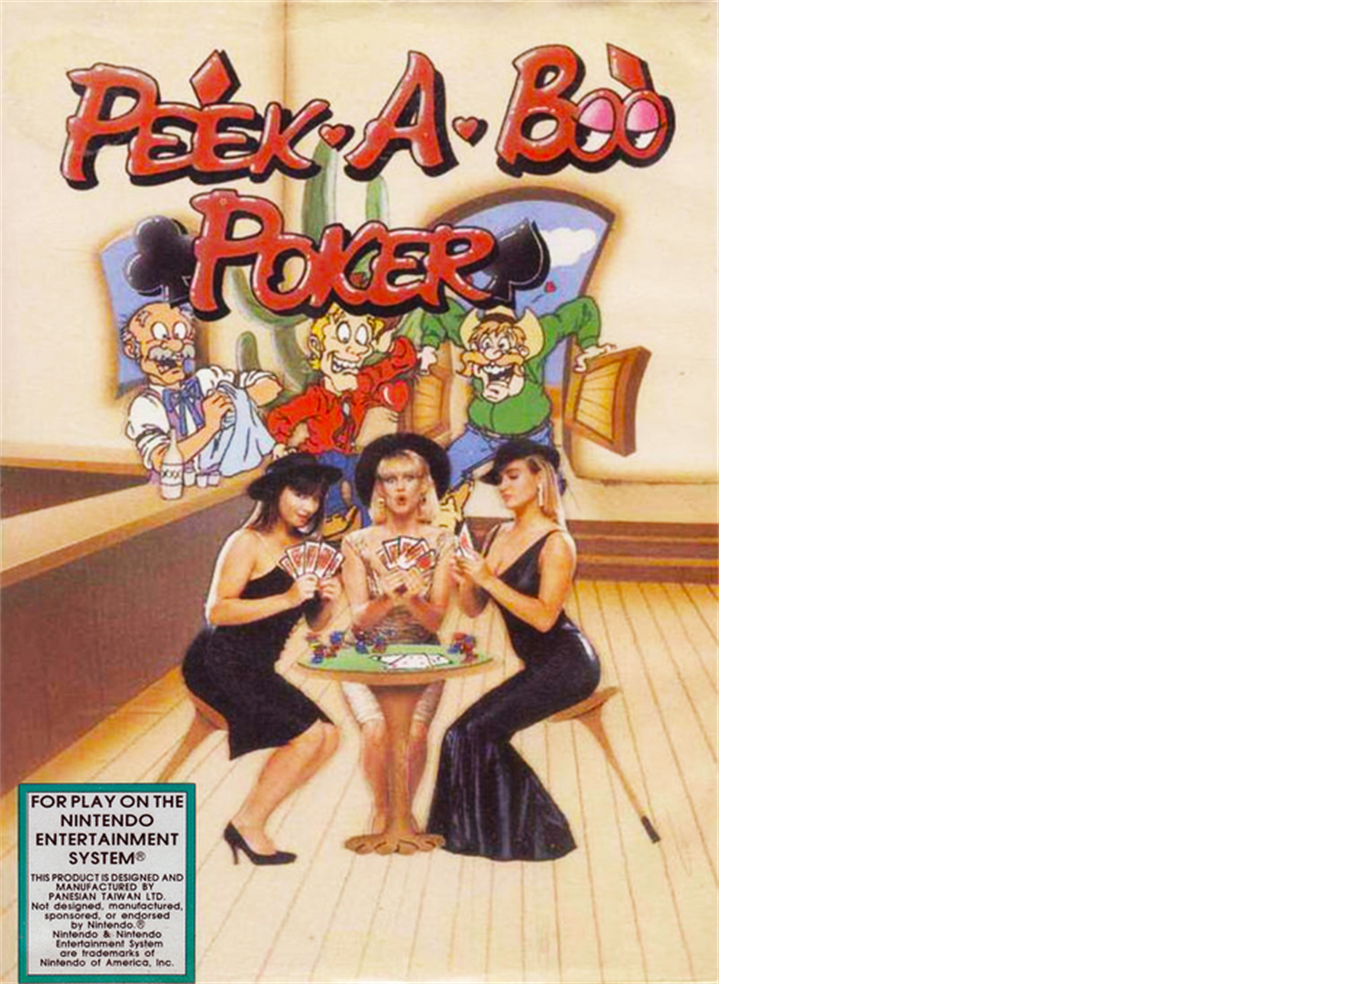 PEEK·A·BOO
POKER
XXX
FOR PLAY ON THE
NINTENDO
ENTERTAINMENT
SYSTEM®
THIS PRODUCT IS DESIGNED AND
MANUFACTURED BY
PANESIAN TAIWAN LTD.
Not designed, manufactured,
sponsored, or endorsed
by Nintendo.®
Nintendo & Nintendo
Entertainment System
are trademarks of
Nintendo of America, Inc.